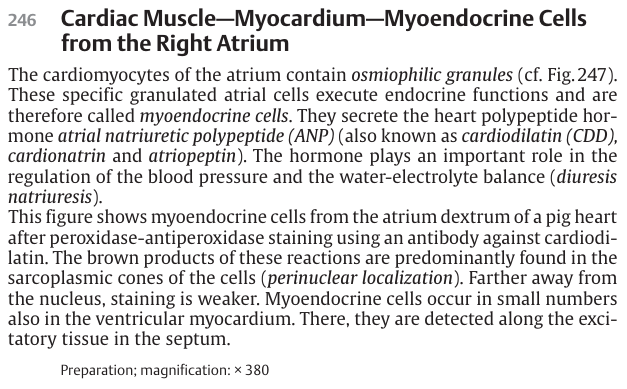 246 Cardiac Muscle—Myocardium—Myoendocrine Cells
from the Right Atrium
The cardiomyocytes of the atrium contain osmiophilic granules (cf. Fig. 247).
These specific granulated atrial cells execute endocrine functions and are
therefore called myoendocrine cells. They secrete the heart polypeptide hor-
mone atrial natriuretic polypeptide (ANP) (also known as cardiodilatin (CDD),
cardionatrin and atriopeptin). The hormone plays an important role in the
regulation of the blood pressure and the water-electrolyte balance (diuresis
natriuresis).
This figure shows myoendocrine cells from the atrium dextrum of a pig heart
after peroxidase-antiperoxidase staining using an antibody against cardiodi-
latin. The brown products of these reactions are predominantly found in the
sarcoplasmic cones of the cells (perinuclear localization). Farther away from
the nucleus, staining is weaker. Myoendocrine cells occur in small numbers
also in the ventricular myocardium. There, they are detected along the exci-
tatory tissue in the septum.
Preparation; magnification: × 380